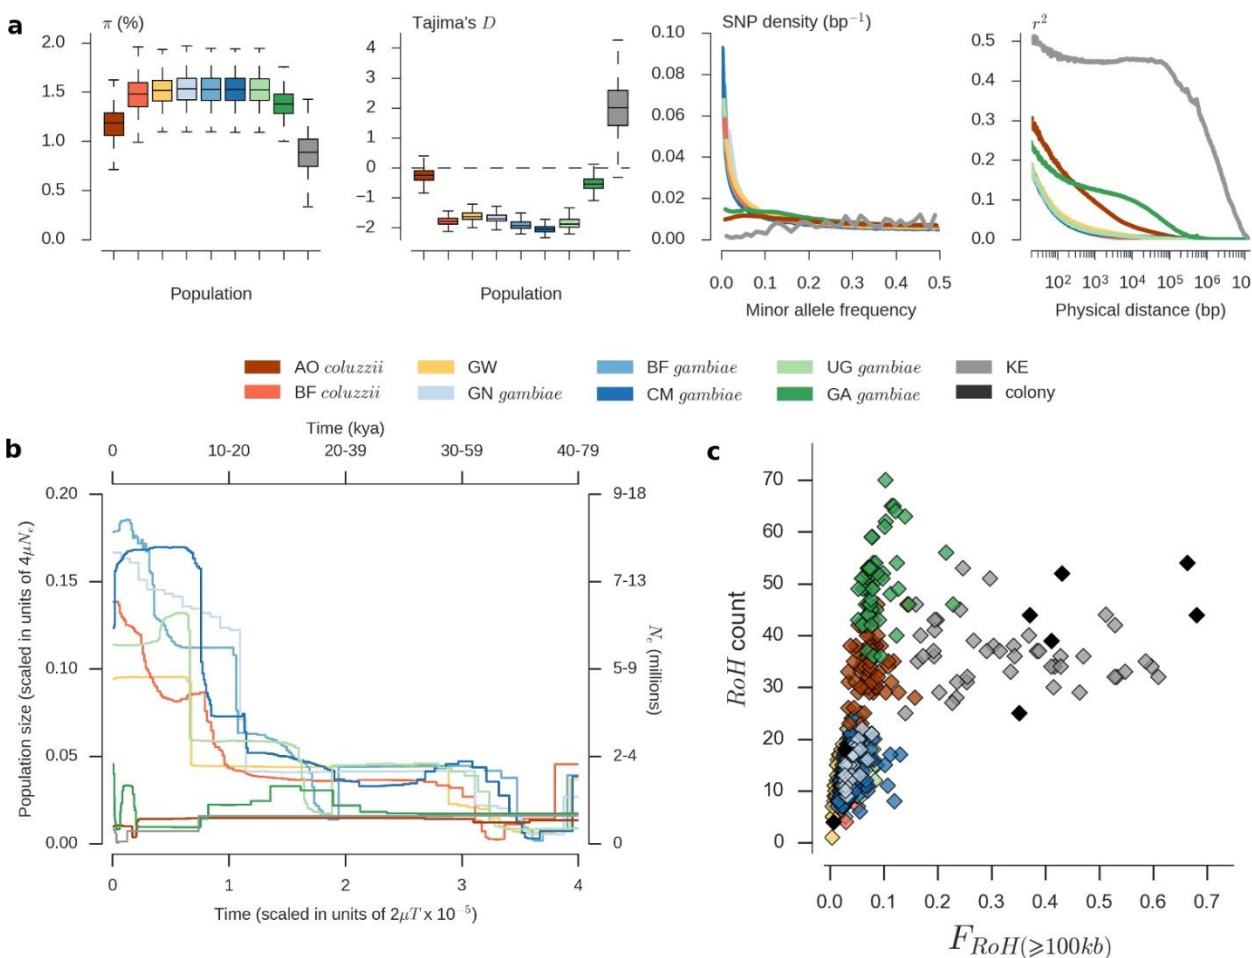 a
π (%)
2.0
1.5
1.0
0.5
0.0
Population
Tajima's D
4
3
2
1
0
−1
−2
Population
SNP density (bp⁻¹)
0.10
0.08
0.06
0.04
0.02
0.00
0.0 0.1 0.2 0.3 0.4 0.5
Minor allele frequency
r²
0.5
0.4
0.3
0.2
0.1
0.0
10² 10³ 10⁴ 10⁵ 10⁶ 10
Physical distance (bp)
AO coluzzii
BF coluzzii
GW
GN gambiae
BF gambiae
CM gambiae
UG gambiae
GA gambiae
KE
colony
b
Time (kya)
0 10-20 20-39 30-59 40-79
Population size (scaled in units of 4μNₑ)
0.20
0.15
0.10
0.05
0.00
9-18
7-13
5-9
2-4
0
Nₑ (millions)
0 1 2 3 4
Time (scaled in units of 2μT x 10⁻⁵)
c
RoH count
70
60
50
40
30
20
10
0
0.0 0.1 0.2 0.3 0.4 0.5 0.6 0.7
F RoH(⩾100kb)